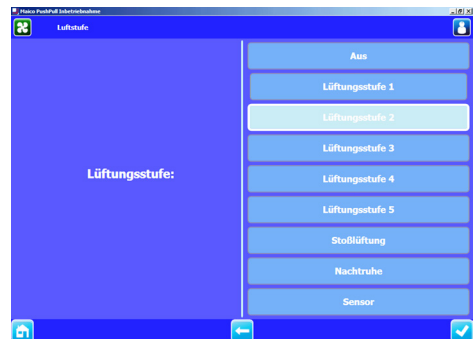 Maico PushPull Inbetriebnahme
Luftstufe
Lüftungsstufe:
Aus
Lüftungsstufe 1
Lüftungsstufe 2
Lüftungsstufe 3
Lüftungsstufe 4
Lüftungsstufe 5
Stoßlüftung
Nachtruhe
Sensor